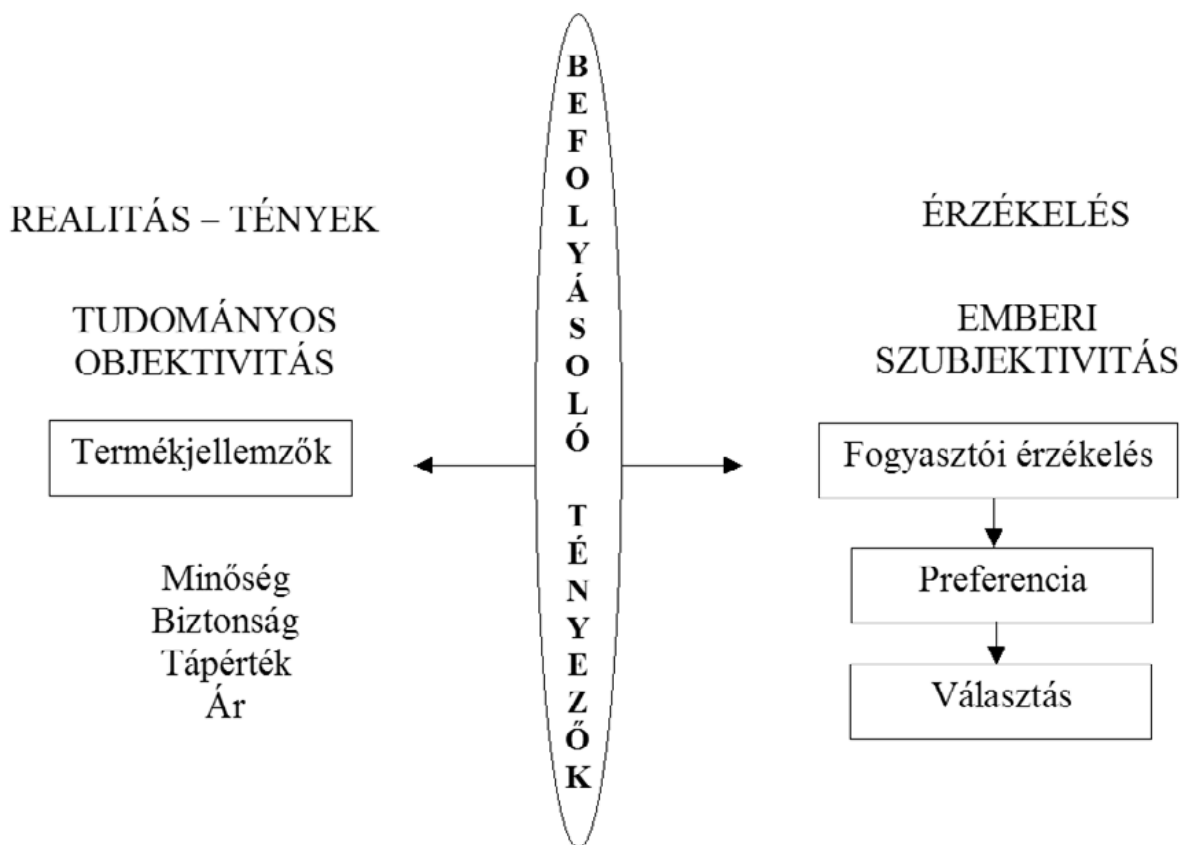 REALITÁS – TÉNYEK
TUDOMÁNYOS
OBJEKTIVITÁS
Termékjellemzők
Minőség
Biztonság
Tápérték
Ár
BEFOLYÁSOLÓ TÉNYEZŐK
ÉRZÉKELÉS
EMBERI
SZUBJEKTIVITÁS
Fogyasztói érzékelés
Preferencia
Választás